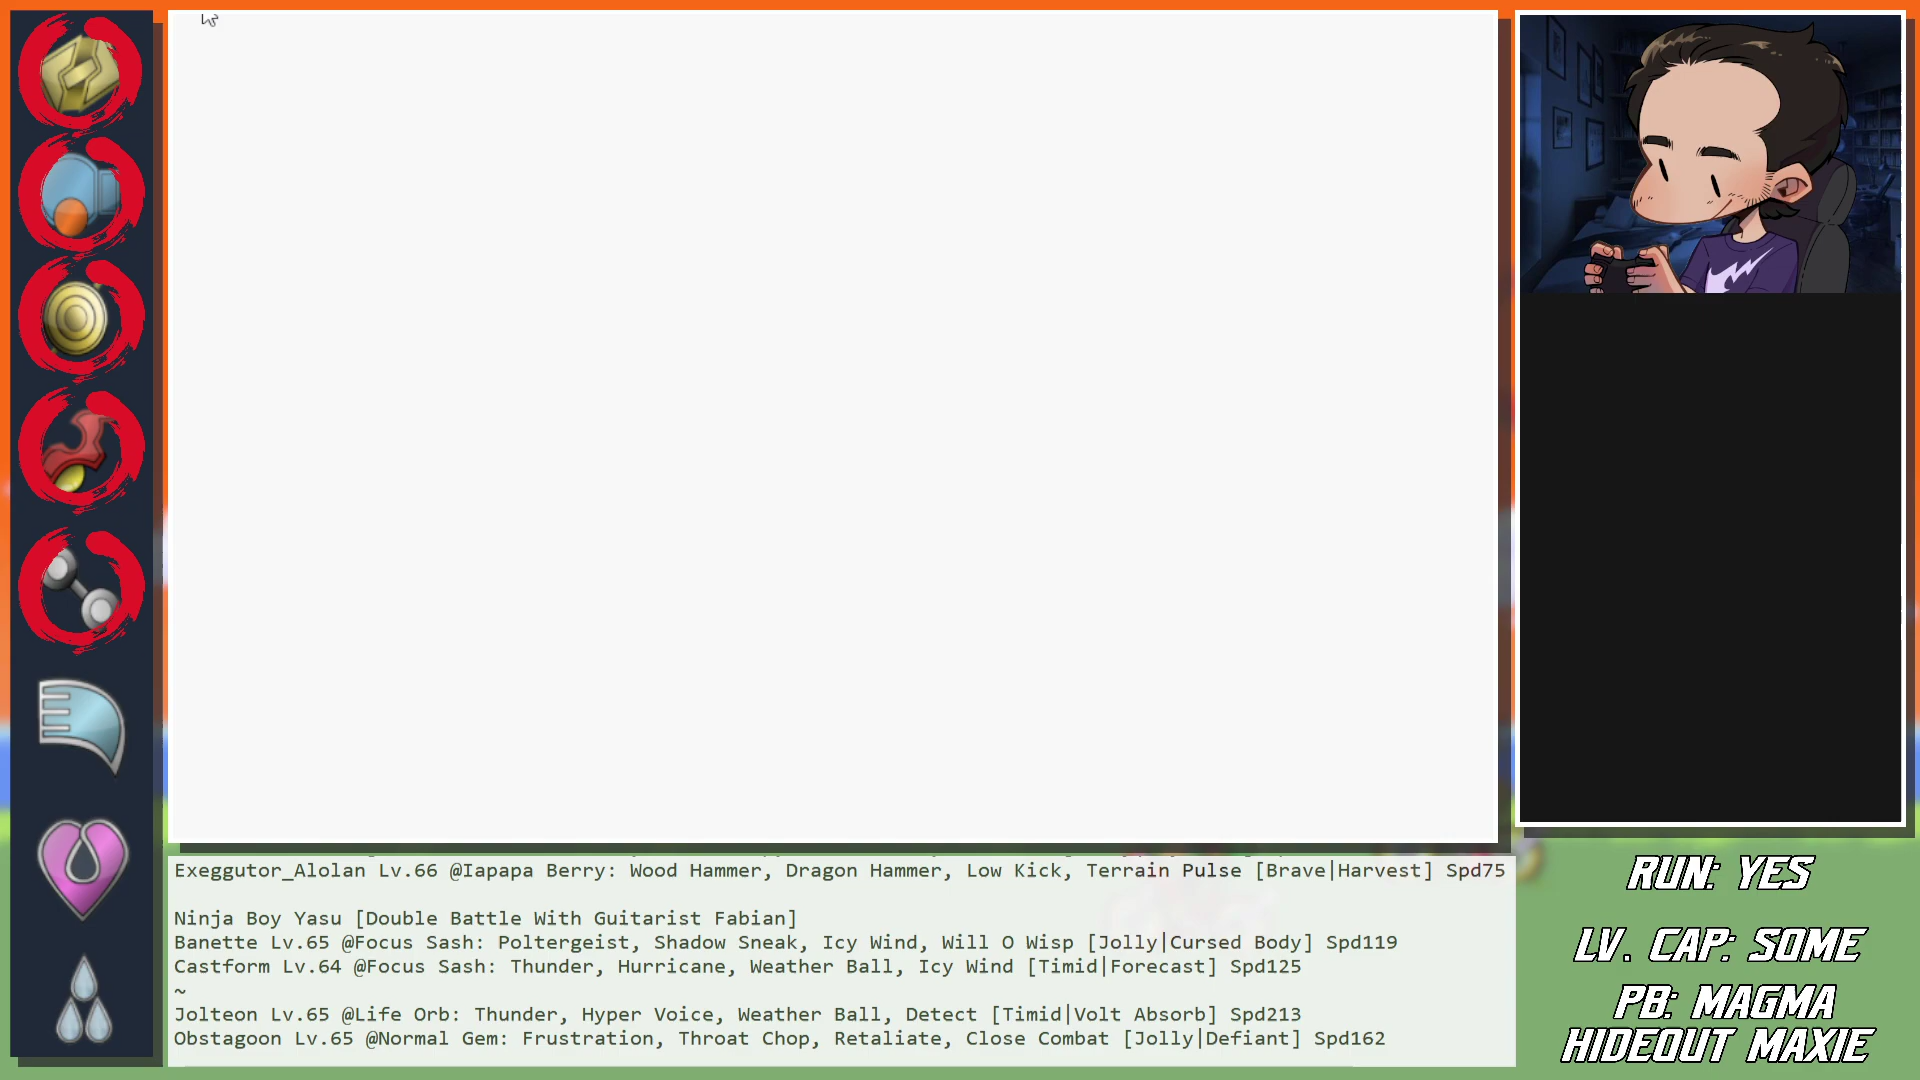 Exeggutor_Alolan Lv.66 @Iapapa Berry: Wood Hammer, Dragon Hammer, Low Kick, Terrain Pulse [Brave|Harvest] Spd75
Ninja Boy Yasu [Double Battle With Guitarist Fabian]
Banette Lv.65 @Focus Sash: Poltergeist, Shadow Sneak, Icy Wind, Will O Wisp [Jolly|Cursed Body] Spd119
Castform Lv.64 @Focus Sash: Thunder, Hurricane, Weather Ball, Icy Wind [Timid|Forecast] Spd125
~
Jolteon Lv.65 @Life Orb: Thunder, Hyper Voice, Weather Ball, Detect [Timid|Volt Absorb] Spd213
Obstagoon Lv.65 @Normal Gem: Frustration, Throat Chop, Retaliate, Close Combat [Jolly|Defiant] Spd162
RUN: YES
LV. CAP: SOME
PB: MAGMA
HIDEOUT MAXIE